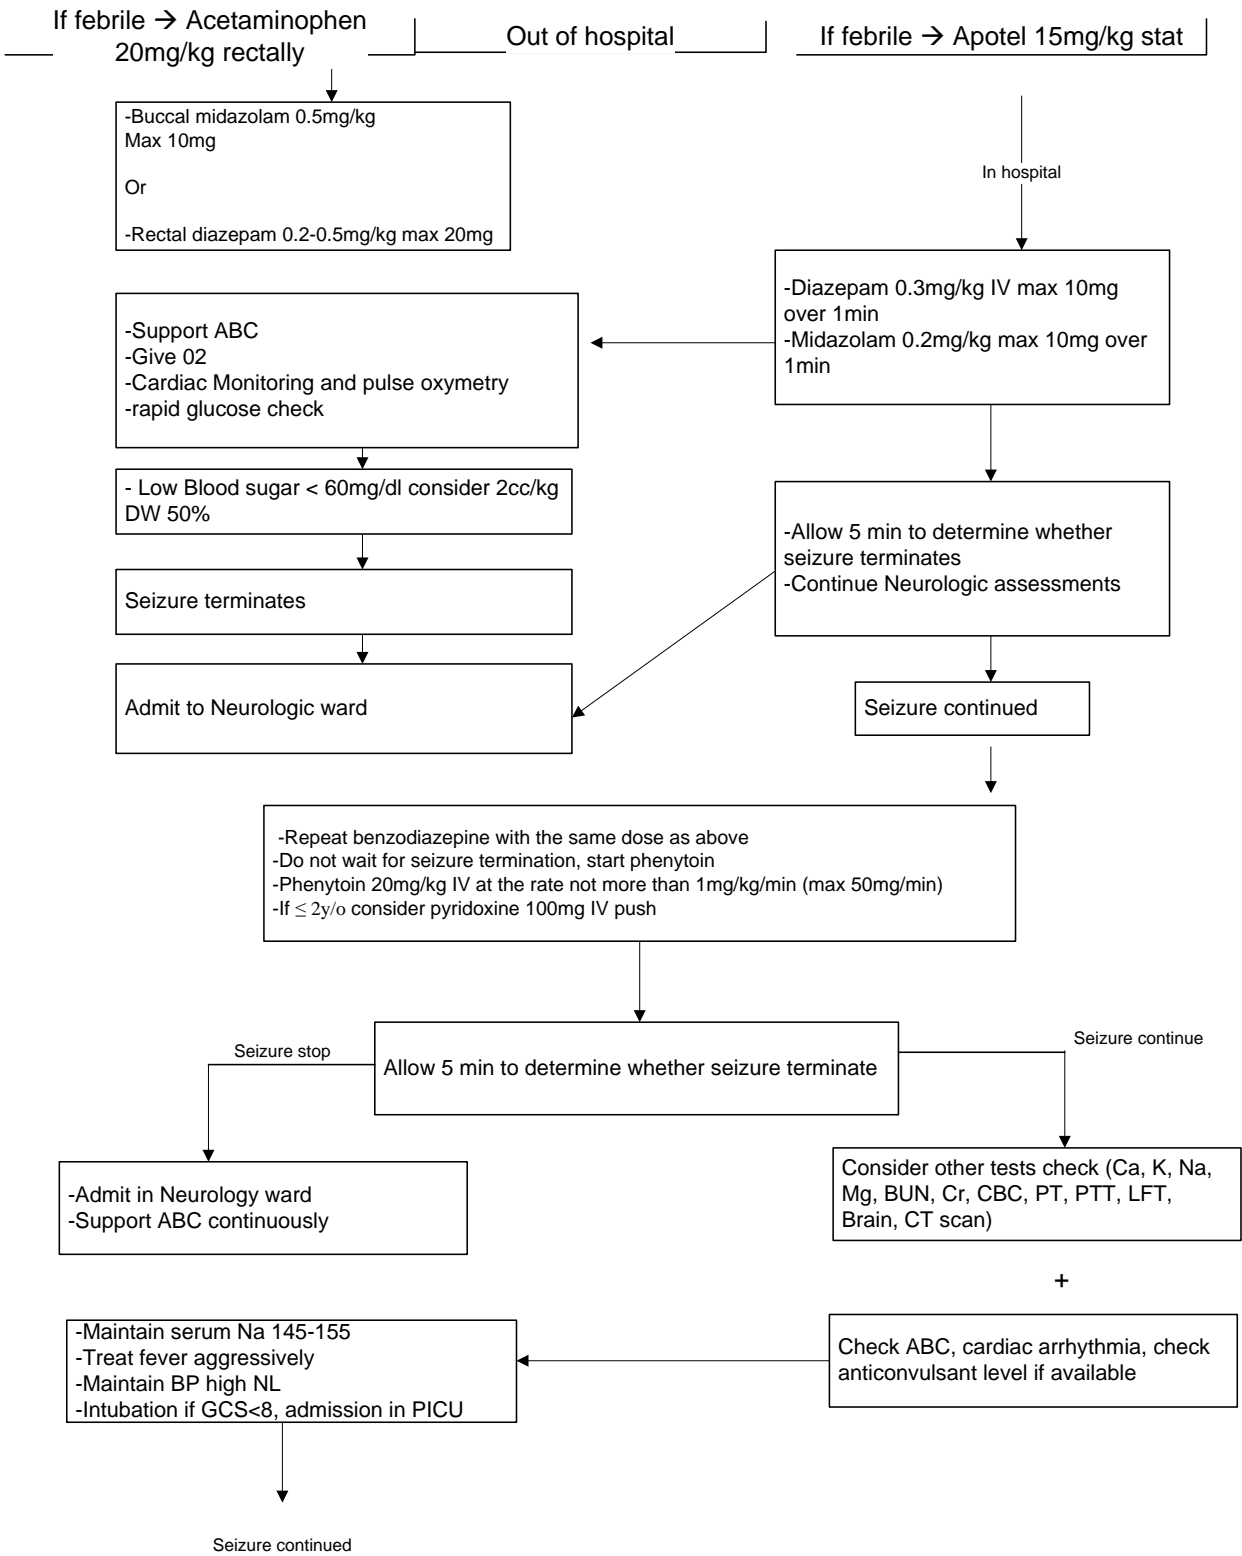 If febrile → Acetaminophen
20mg/kg rectally
Out of hospital
If febrile → Apotel 15mg/kg stat
-Buccal midazolam 0.5mg/kg
Max 10mg
Or
-Rectal diazepam 0.2-0.5mg/kg max 20mg
In hospital
-Diazepam 0.3mg/kg IV max 10mg
over 1min
-Midazolam 0.2mg/kg max 10mg over
1min
-Support ABC
-Give 02
-Cardiac Monitoring and pulse oxymetry
-rapid glucose check
- Low Blood sugar < 60mg/dl consider 2cc/kg
DW 50%
-Allow 5 min to determine whether
seizure terminates
-Continue Neurologic assessments
Seizure terminates
Admit to Neurologic ward
Seizure continued
-Repeat benzodiazepine with the same dose as above
-Do not wait for seizure termination, start phenytoin
-Phenytoin 20mg/kg IV at the rate not more than 1mg/kg/min (max 50mg/min)
-If ≤ 2y/o consider pyridoxine 100mg IV push
Seizure stop
Allow 5 min to determine whether seizure terminate
Seizure continue
-Admit in Neurology ward
-Support ABC continuously
Consider other tests check (Ca, K, Na,
Mg, BUN, Cr, CBC, PT, PTT, LFT,
Brain, CT scan)
+
-Maintain serum Na 145-155
-Treat fever aggressively
-Maintain BP high NL
-Intubation if GCS<8, admission in PICU
Check ABC, cardiac arrhythmia, check
anticonvulsant level if available
Seizure continued